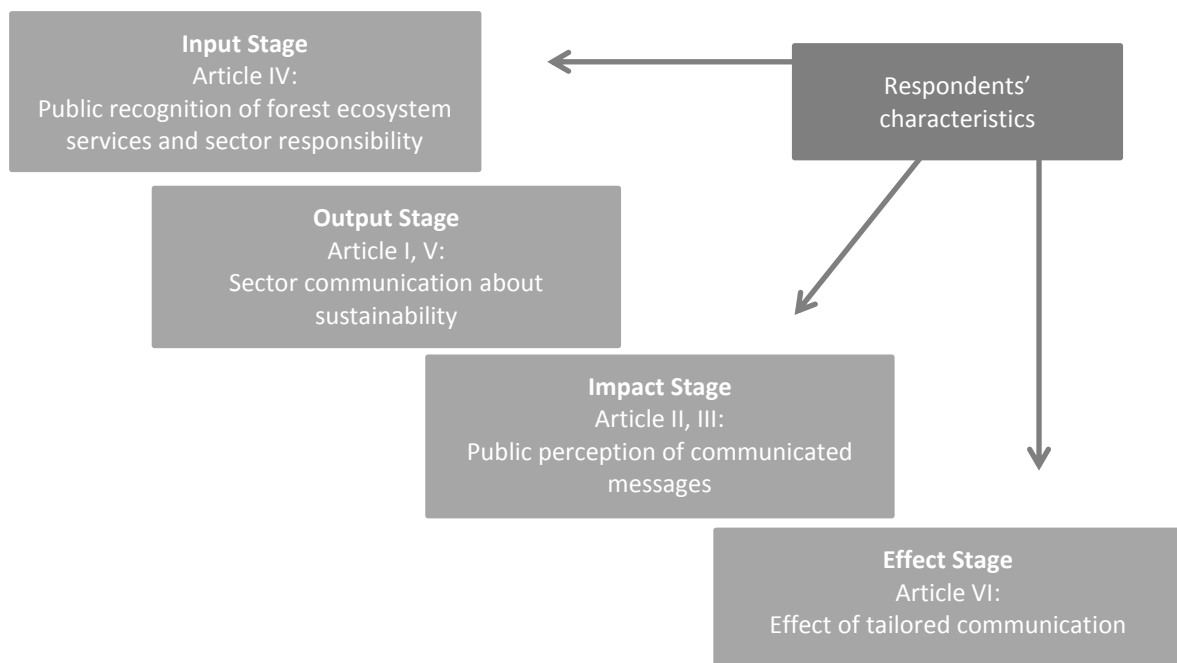 Input Stage
Article IV:
Public recognition of forest ecosystem
services and sector responsibility
Respondents’
characteristics
Output Stage
Article I, V:
Sector communication about
sustainability
Impact Stage
Article II, III:
Public perception of communicated
messages
Effect Stage
Article VI:
Effect of tailored communication